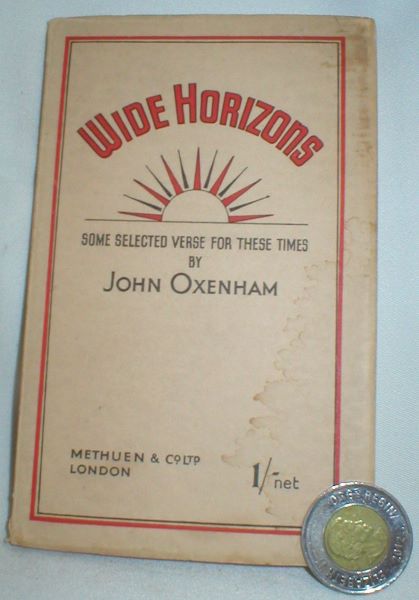 WIDE HORIZONS
SOME SELECTED VERSE FOR THESE TIMES
BY
JOHN OXENHAM
METHUEN & CO LTD
LONDON
1/- net